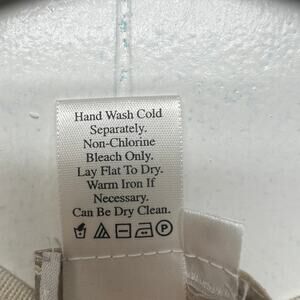 Hand Wash Cold
Separately.
Non-Chlorine
Bleach Only.
Lay Flat To Dry.
Warm Iron If
Necessary.
Can Be Dry Clean.
P